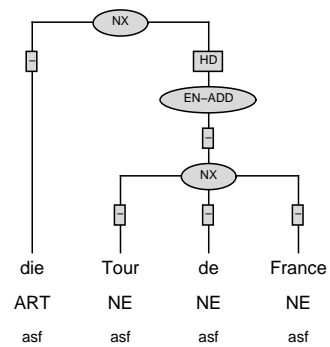 NX
– HD
EN–ADD
–
NX
– – –
die Tour de France
ART NE NE NE
asf asf asf asf